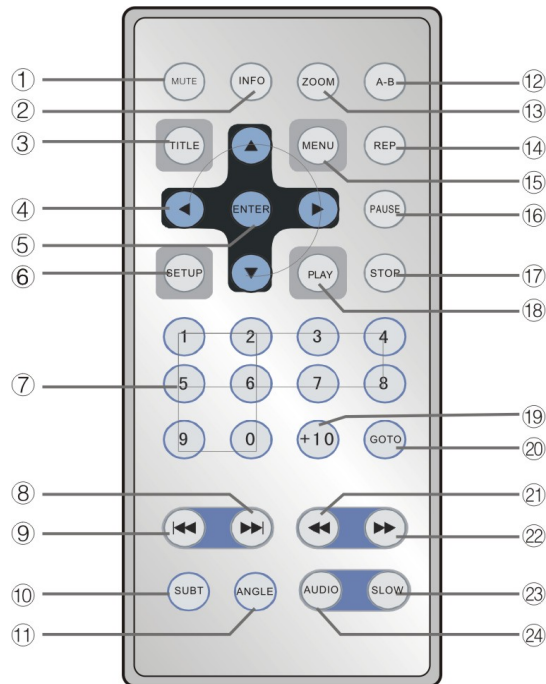 ① MUTE INFO ZOOM A-B ⑫
② ⑬
③ TITLE MENU REP ⑭
⑮
④ ENTER PAUSE ⑯
⑤
⑥ SETUP PLAY STOP ⑰
⑱
1 2 3 4
⑦ 5 6 7 8
⑲
9 0 +10 GOTO ⑳
⑧ ㉑
⑨ ㉒
⑩ SUBT ANGLE AUDIO SLOW ㉓
⑪ ㉔